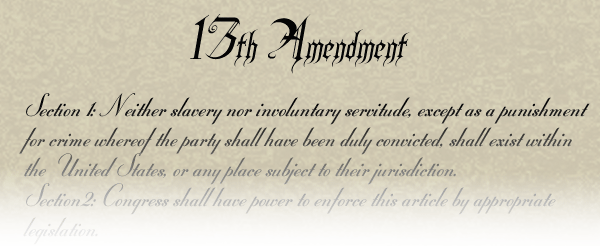 13th Amendment
Section 1: Neither slavery nor involuntary servitude, except as a punishment
for crime whereof the party shall have been duly convicted, shall exist within
the United States, or any place subject to their jurisdiction.
Section2: Congress shall have power to enforce this article by appropriate
legislation.